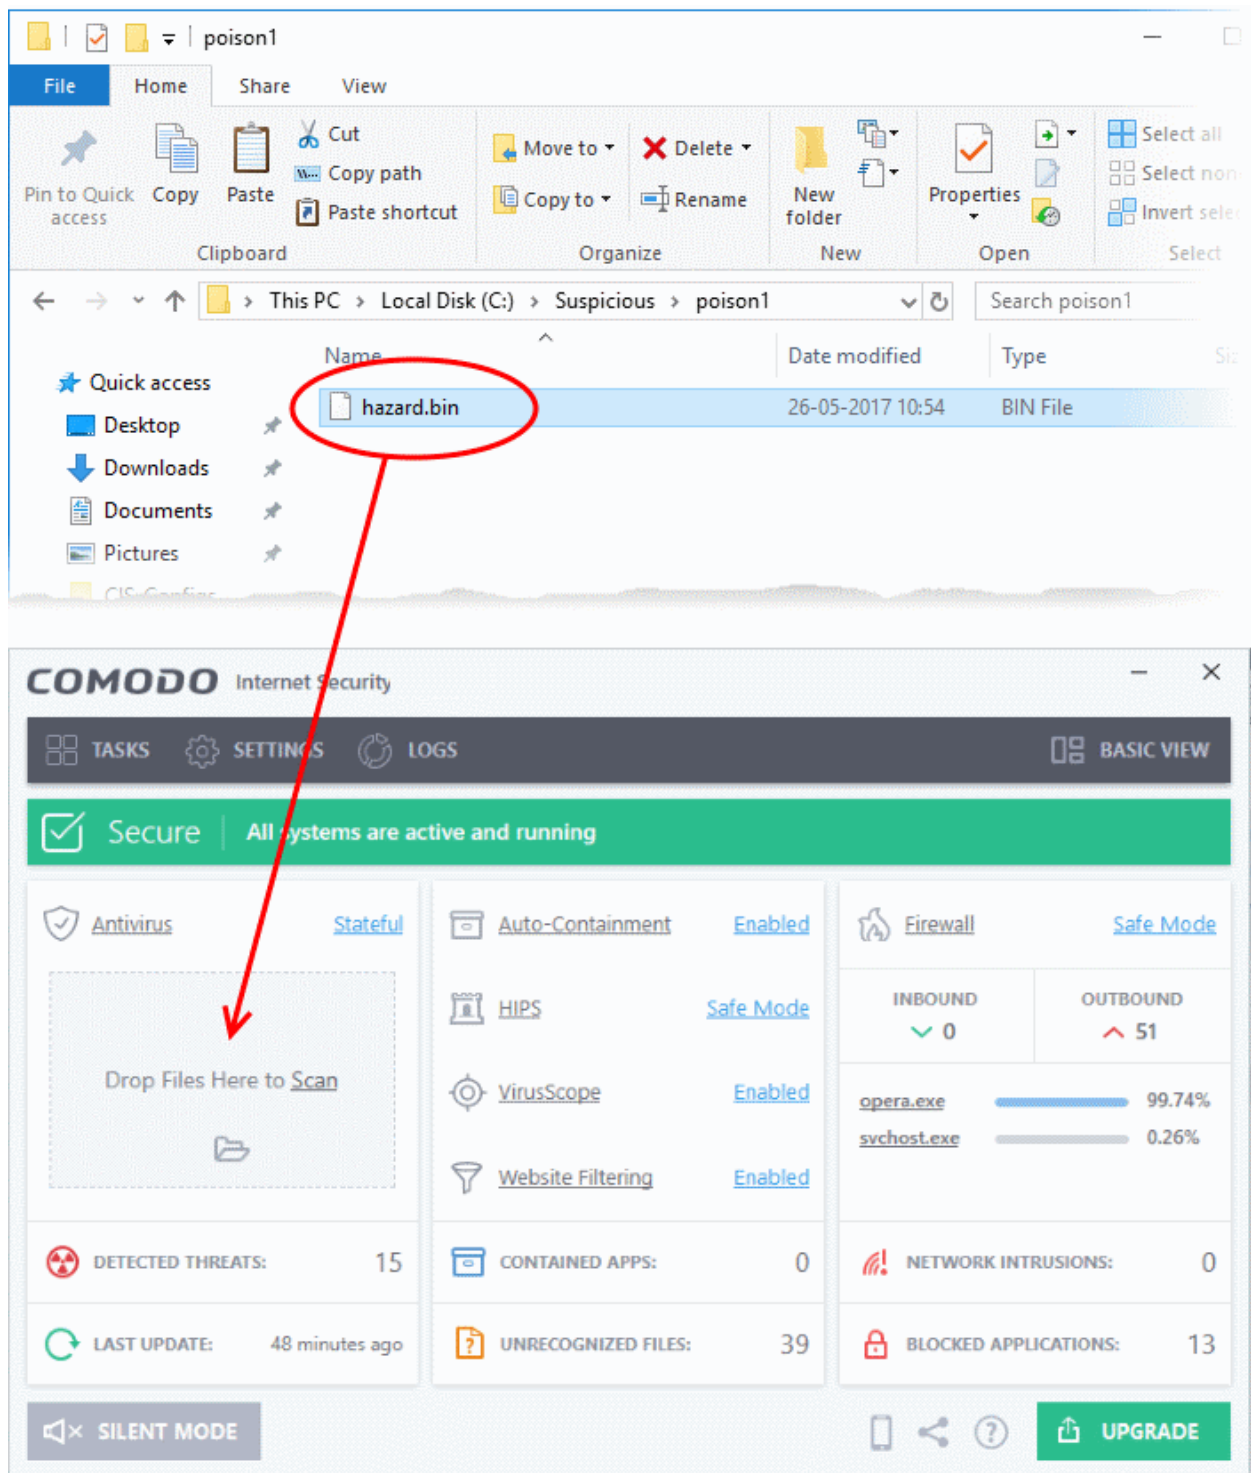 poison1
File Home Share View
Pin to Quick access
Copy
Paste
Cut
Copy path
Paste shortcut
Move to
Copy to
Delete
Rename
New folder
Properties
Select all
Select non
Invert sele
Clipboard Organize New Open Select
This PC > Local Disk (C:) > Suspicious > poison1
Search poison1
Name Date modified Type Siz
Quick access
hazard.bin 26-05-2017 10:54 BIN File
Desktop
Downloads
Documents
Pictures
CIS Configs
COMODO Internet Security
TASKS SETTINGS LOGS BASIC VIEW
Secure All systems are active and running
Antivirus Stateful
Drop Files Here to Scan
DETECTED THREATS: 15
LAST UPDATE: 48 minutes ago
Auto-Containment Enabled
HIPS Safe Mode
VirusScope Enabled
Website Filtering Enabled
CONTAINED APPS: 0
UNRECOGNIZED FILES: 39
Firewall Safe Mode
INBOUND OUTBOUND
0 51
opera.exe 99.74%
svchost.exe 0.26%
NETWORK INTRUSIONS: 0
BLOCKED APPLICATIONS: 13
SILENT MODE
UPGRADE